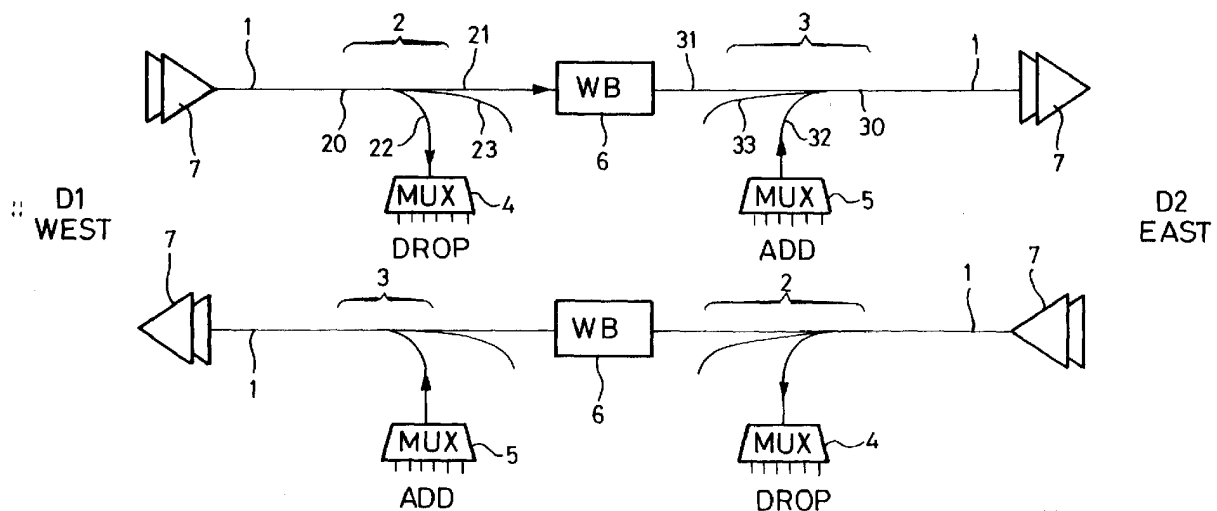 1 2 21 31 3 1
WB
7 20 22 23 6 33 32 30 7
MUX 4 MUX 5
D1 WEST DROP ADD D2 EAST
7 3 2 1 7
WB
1 6
MUX 5 MUX 4
ADD DROP